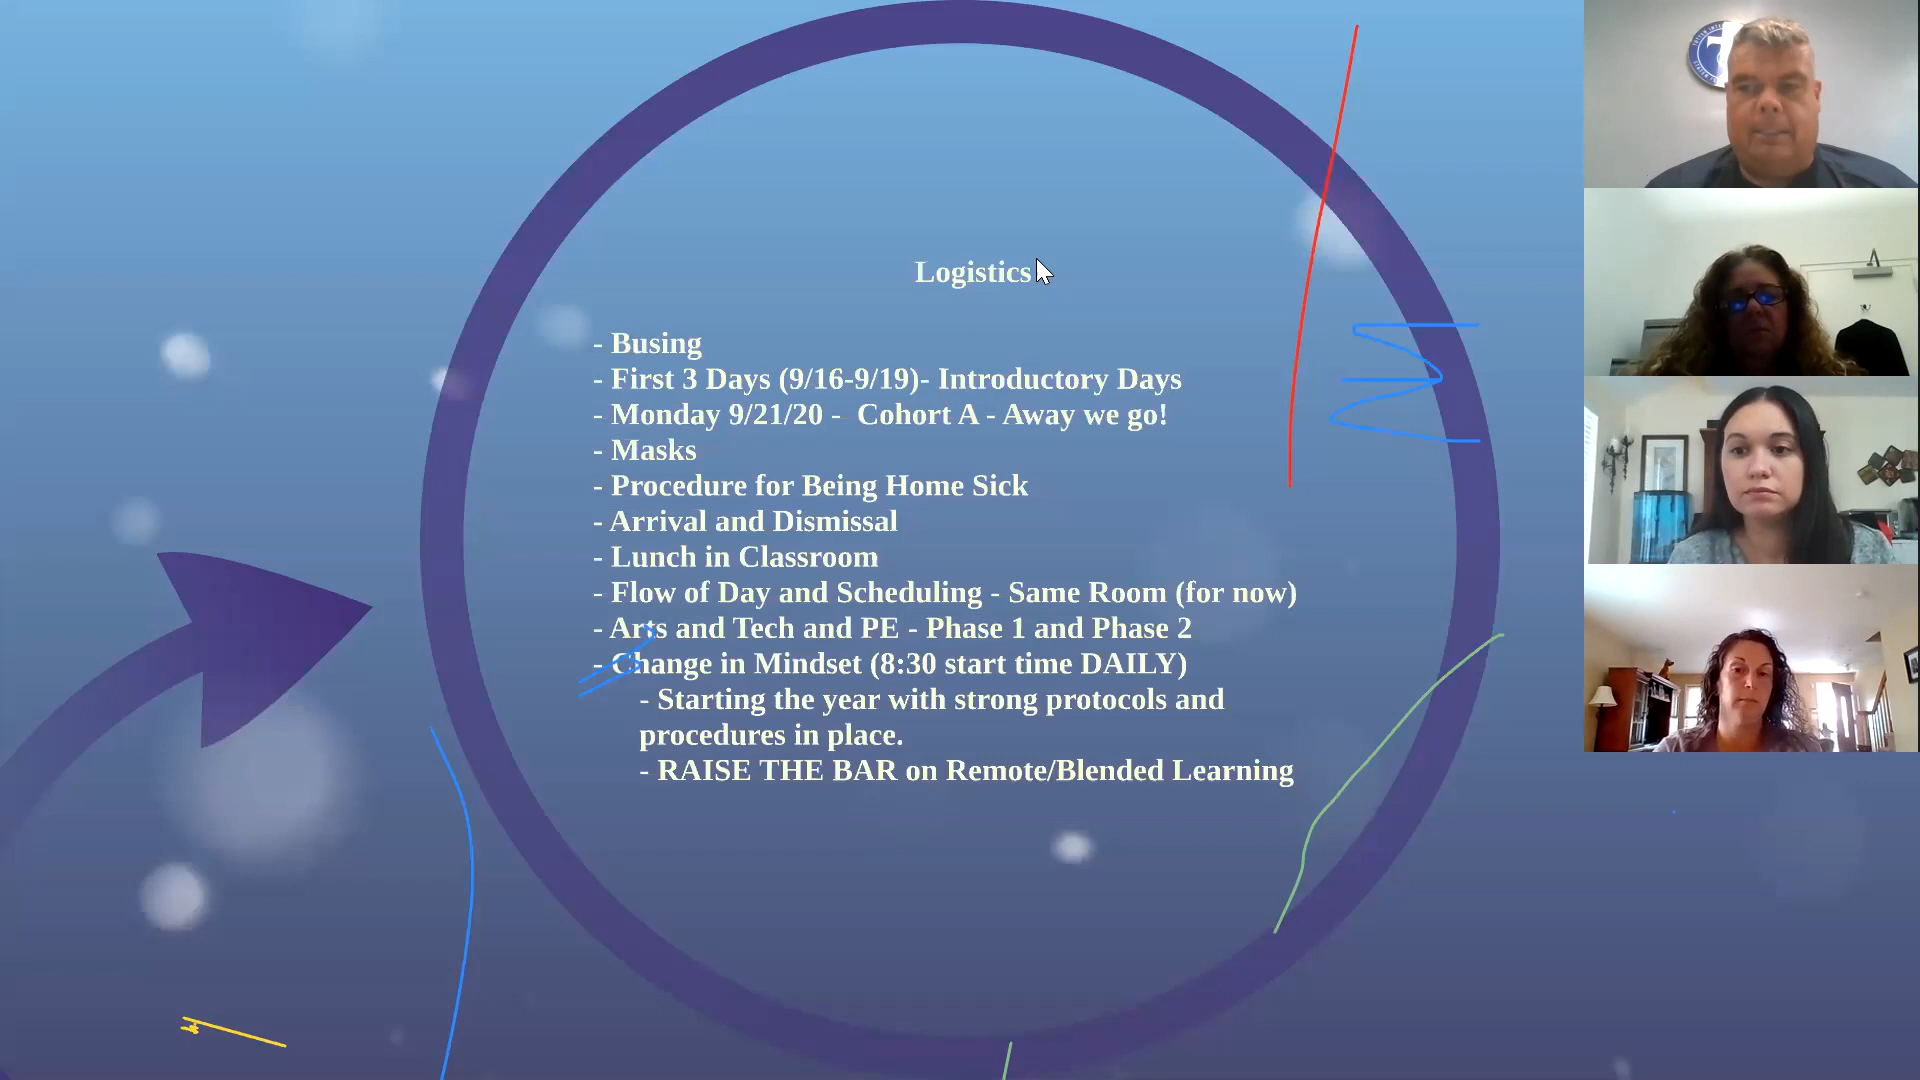 Logistics
- Busing
- First 3 Days (9/16-9/19)- Introductory Days
- Monday 9/21/20 -  Cohort A - Away we go!
- Masks
- Procedure for Being Home Sick
- Arrival and Dismissal
- Lunch in Classroom
- Flow of Day and Scheduling - Same Room (for now)
- Arts and Tech and PE - Phase 1 and Phase 2
- Change in Mindset (8:30 start time DAILY)
- Starting the year with strong protocols and
procedures in place.
- RAISE THE BAR on Remote/Blended Learning